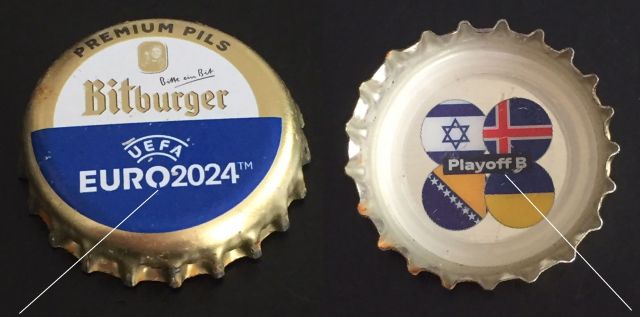 PREMIUM PILS
Bitte ein Bit
Bitburger
UEFA
EURO2024™
Playoff B